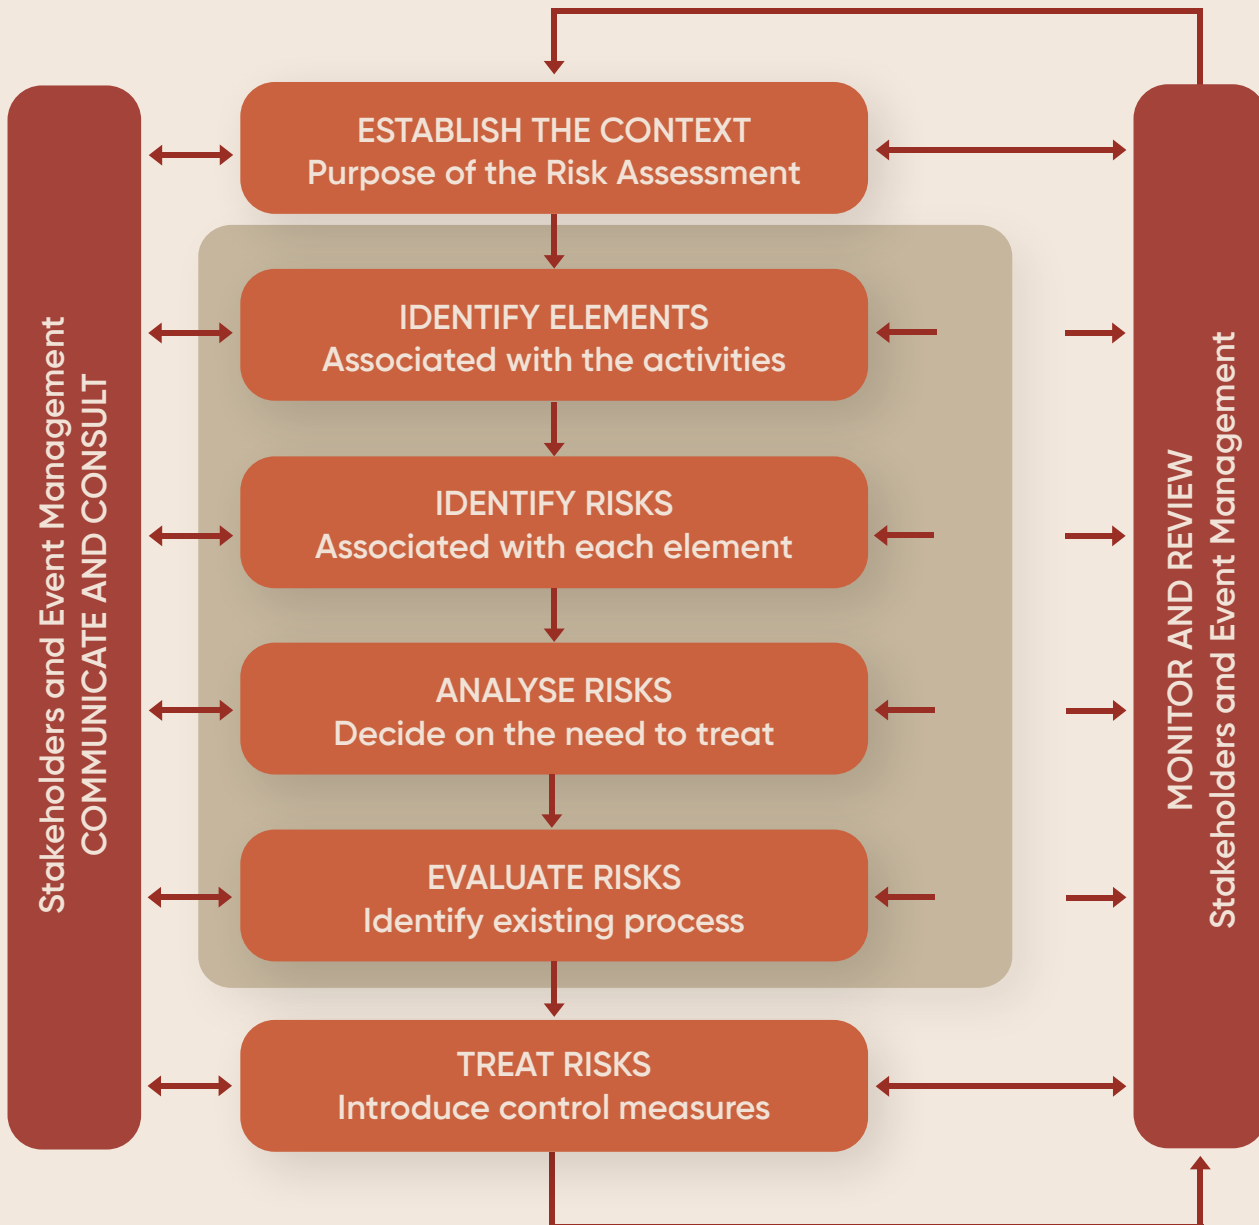 Stakeholders and Event Management
COMMUNICATE AND CONSULT
ESTABLISH THE CONTEXT
Purpose of the Risk Assessment
IDENTIFY ELEMENTS
Associated with the activities
IDENTIFY RISKS
Associated with each element
ANALYSE RISKS
Decide on the need to treat
EVALUATE RISKS
Identify existing process
TREAT RISKS
Introduce control measures
MONITOR AND REVIEW
Stakeholders and Event Management